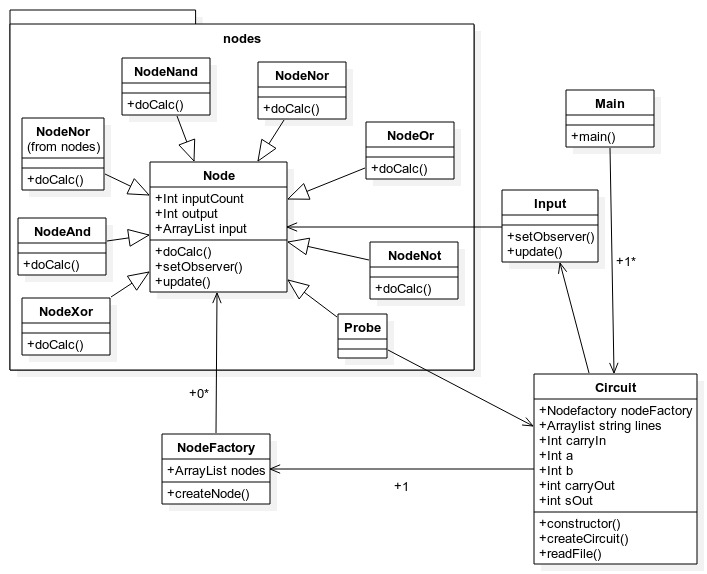 nodes
NodeNand
+doCalc()
NodeNor
+doCalc()
NodeNor
(from nodes)
+doCalc()
NodeOr
+doCalc()
Main
+main()
Node
+Int inputCount
+Int output
+ArrayList input
+doCalc()
+setObserver()
+update()
Input
+setObserver()
+update()
NodeAnd
+doCalc()
NodeNot
+doCalc()
NodeXor
+doCalc()
Probe
+1*
+0*
Circuit
+Nodefactory nodeFactory
+Arraylist string lines
+Int carryIn
+Int a
+Int b
+int carryOut
+int sOut
+constructor()
+createCircuit()
+readFile()
NodeFactory
+ArrayList nodes
+createNode()
+1